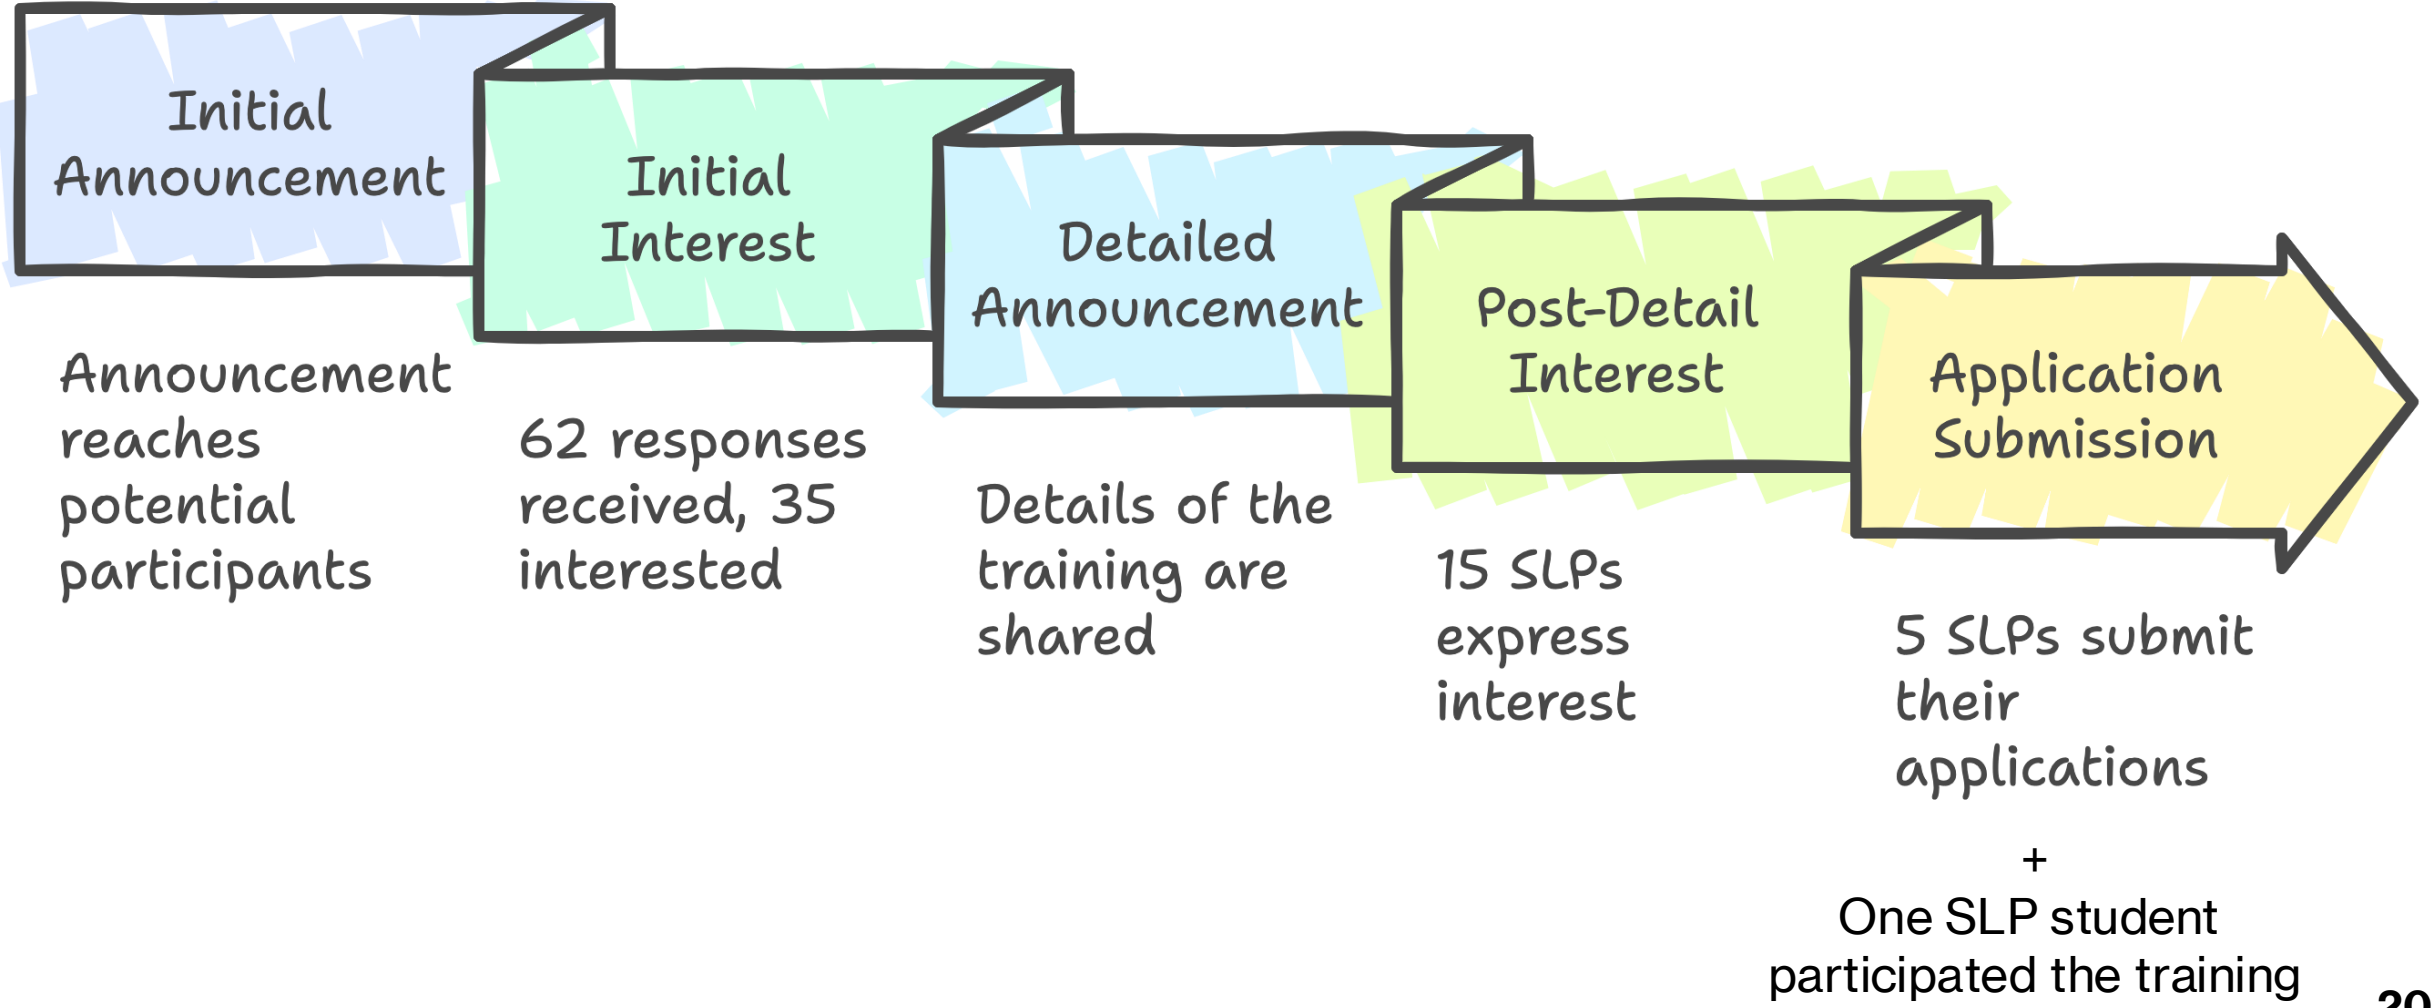 Initial
Announcement
Initial
Interest
Detailed
Announcement
Post-Detail
Interest
Application
Submission
Announcement
reaches
potential
participants
62 responses
received, 35
interested
Details of the
training are
shared
15 SLPs
express
interest
5 SLPs submit
their
applications
+
One SLP student
participated the training